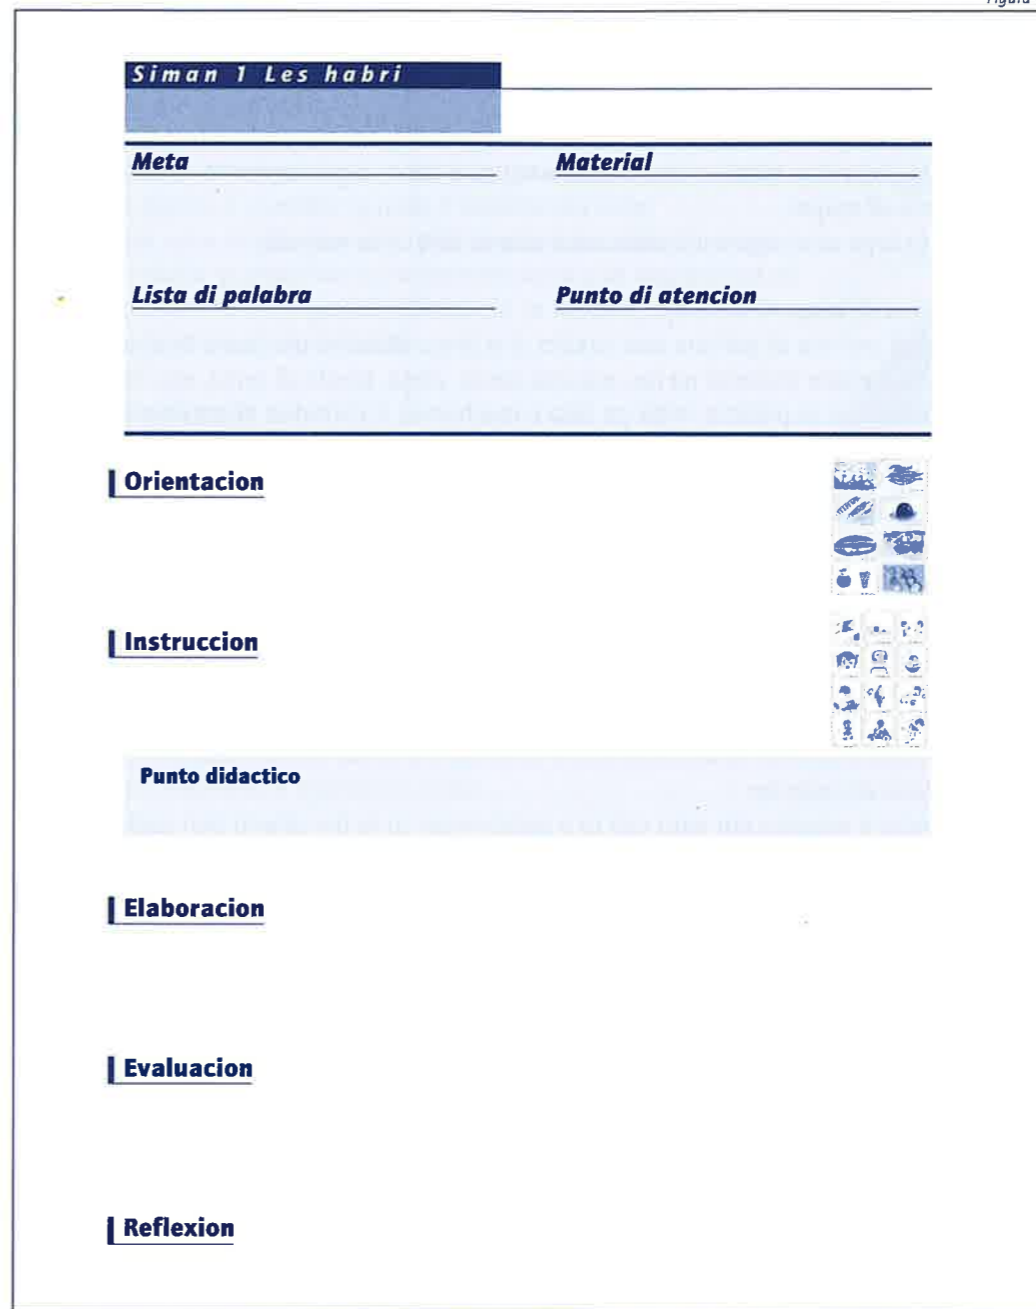 Figura
Siman 1 Les habri
Meta
Material
Lista di palabra
Punto di atencion
Orientacion
Instruccion
Punto didactico
Elaboracion
Evaluacion
Reflexion